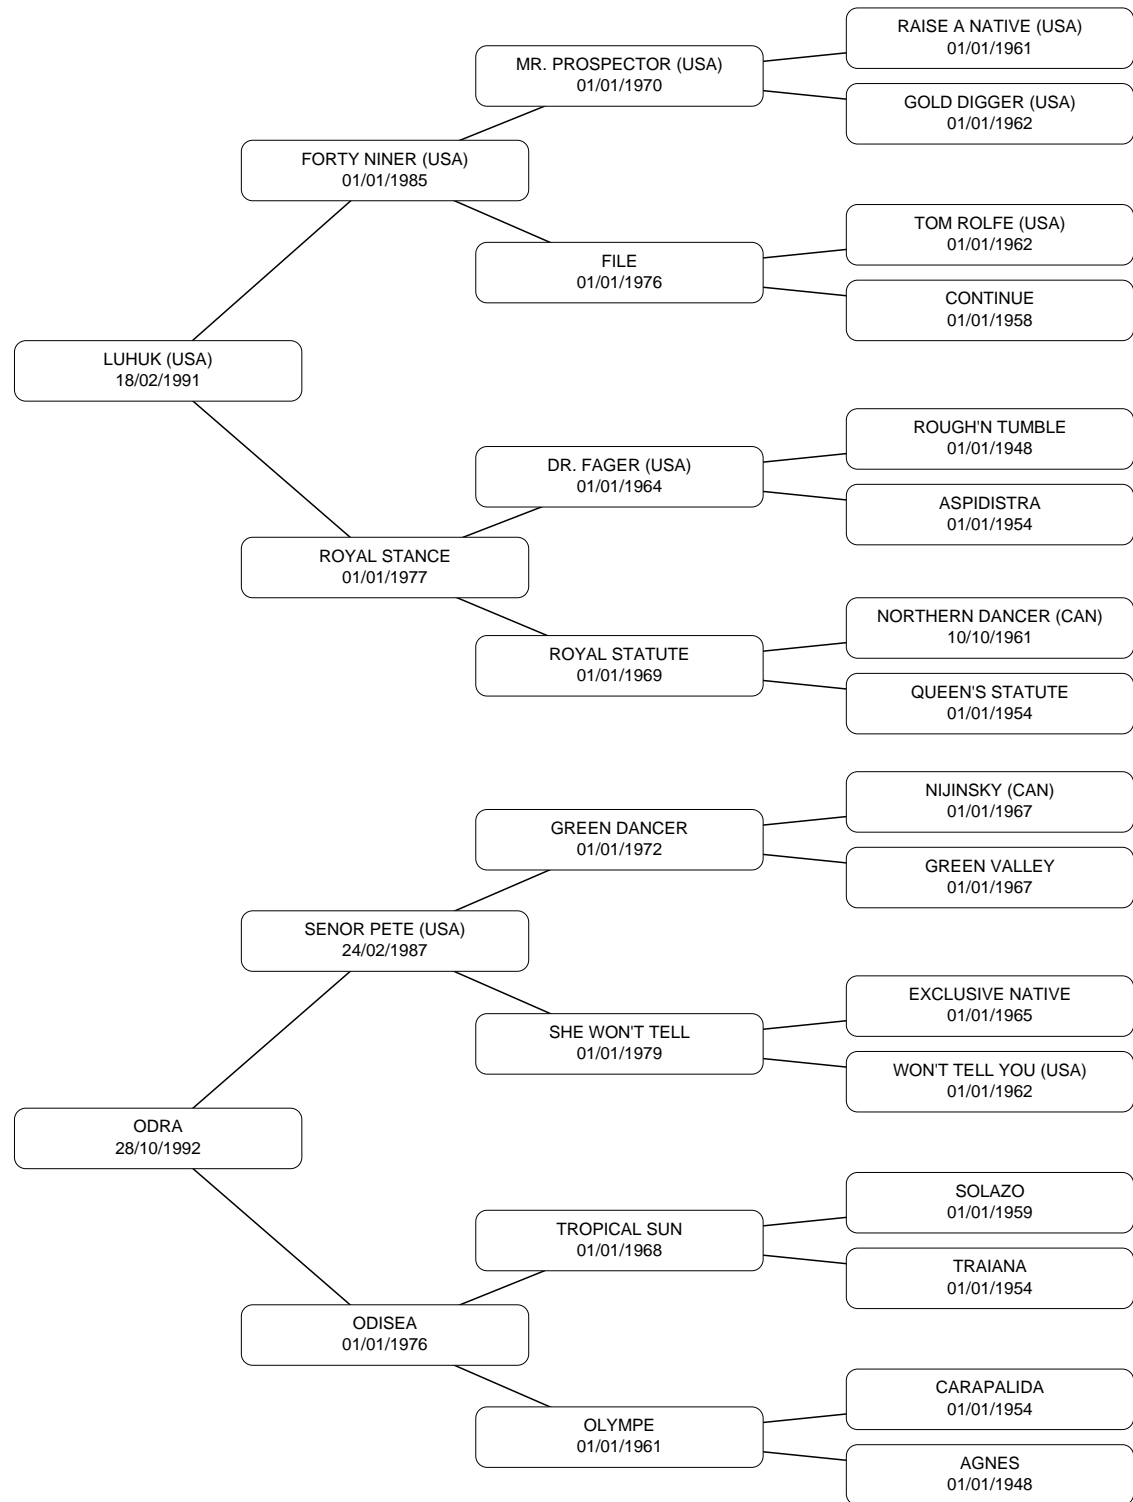 RAISE A NATIVE (USA)
01/01/1961
MR. PROSPECTOR (USA)
01/01/1970
GOLD DIGGER (USA)
01/01/1962
FORTY NINER (USA)
01/01/1985
TOM ROLFE (USA)
01/01/1962
FILE
01/01/1976
CONTINUE
01/01/1958
LUHUK (USA)
18/02/1991
ROUGH'N TUMBLE
01/01/1948
DR. FAGER (USA)
01/01/1964
ASPIDISTRA
01/01/1954
ROYAL STANCE
01/01/1977
NORTHERN DANCER (CAN)
10/10/1961
ROYAL STATUTE
01/01/1969
QUEEN'S STATUTE
01/01/1954
NIJINSKY (CAN)
01/01/1967
GREEN DANCER
01/01/1972
GREEN VALLEY
01/01/1967
SENOR PETE (USA)
24/02/1987
EXCLUSIVE NATIVE
01/01/1965
SHE WON'T TELL
01/01/1979
WON'T TELL YOU (USA)
01/01/1962
ODRA
28/10/1992
SOLAZO
01/01/1959
TROPICAL SUN
01/01/1968
TRAIANA
01/01/1954
ODISEA
01/01/1976
CARAPALIDA
01/01/1954
OLYMPE
01/01/1961
AGNES
01/01/1948